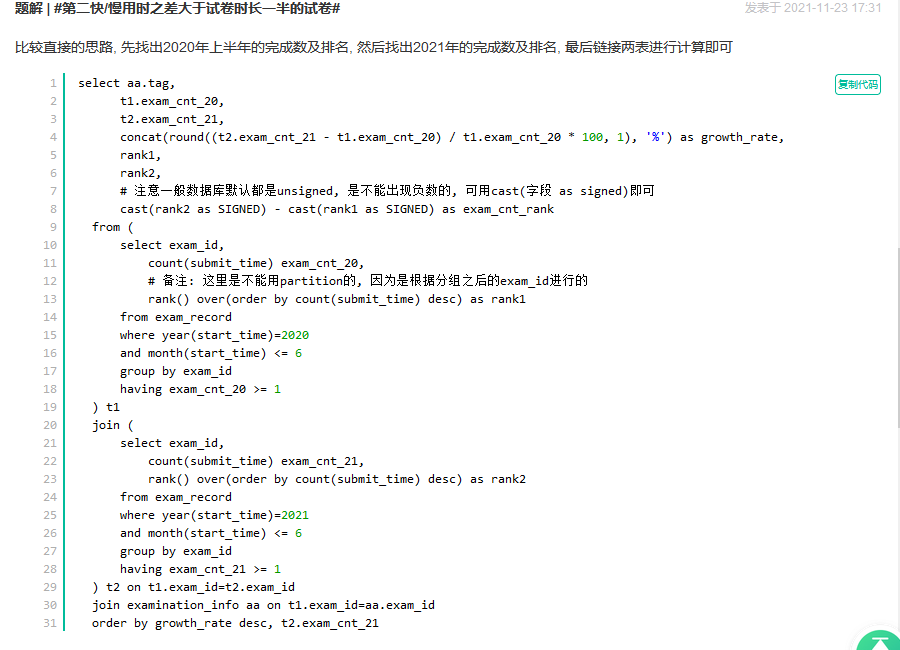 题解 | #第二快/慢用时之差大于试卷时长一半的试卷#
发表于 2021-11-23 17:31
比较直接的思路, 先找出2020年上半年的完成数及排名, 然后找出2021年的完成数及排名, 最后链接两表进行计算即可
复制代码
1 select aa.tag,
2 t1.exam_cnt_20,
3 t2.exam_cnt_21,
4 concat(round((t2.exam_cnt_21 - t1.exam_cnt_20) / t1.exam_cnt_20 * 100, 1), '%') as growth_rate,
5 rank1,
6 rank2,
7 # 注意一般数据库默认都是unsigned, 是不能出现负数的, 可用cast(字段 as signed)即可
8 cast(rank2 as SIGNED) - cast(rank1 as SIGNED) as exam_cnt_rank
9 from (
10 select exam_id,
11 count(submit_time) exam_cnt_20,
12 # 备注: 这里是不能用partition的, 因为是根据分组之后的exam_id进行的
13 rank() over(order by count(submit_time) desc) as rank1
14 from exam_record
15 where year(start_time)=2020
16 and month(start_time) <= 6
17 group by exam_id
18 having exam_cnt_20 >= 1
19 ) t1
20 join (
21 select exam_id,
22 count(submit_time) exam_cnt_21,
23 rank() over(order by count(submit_time) desc) as rank2
24 from exam_record
25 where year(start_time)=2021
26 and month(start_time) <= 6
27 group by exam_id
28 having exam_cnt_21 >= 1
29 ) t2 on t1.exam_id=t2.exam_id
30 join examination_info aa on t1.exam_id=aa.exam_id
31 order by growth_rate desc, t2.exam_cnt_21